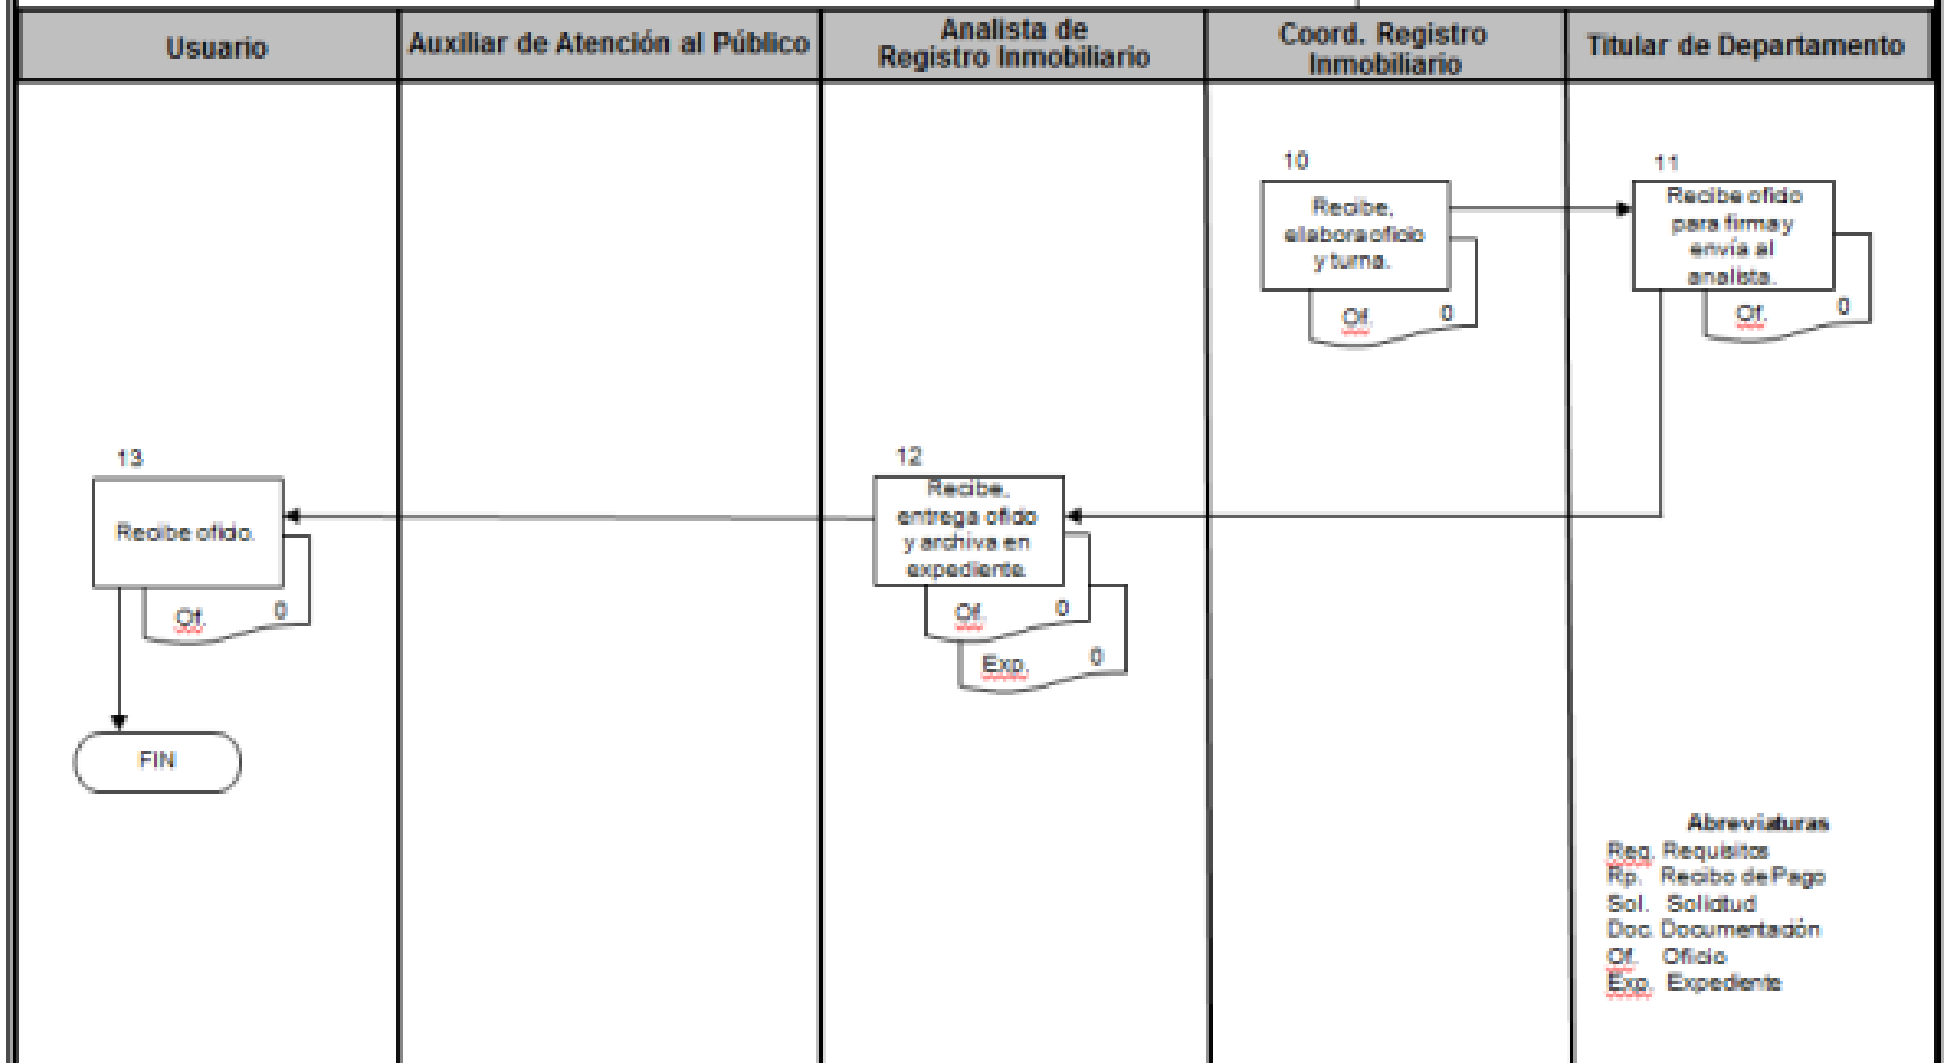 Usuario
Auxiliar de Atención al Público
Analista de
Registro Inmobiliario
Coord. Registro
Inmobiliario
Titular de Departamento
10
Recibe,
elabora oficio
y turna.
Of.
0
11
Recibe oficio
para firma y
envía al
analista.
Of.
0
12
Recibe,
entrega oficio
y archiva en
expediente.
Of.
0
Exp.
0
13
Recibe oficio.
Of.
0
FIN
Abreviaturas
Req. Requisitos
Rp. Recibo de Pago
Sol. Solicitud
Doc. Documentación
Of. Oficio
Exp. Expediente